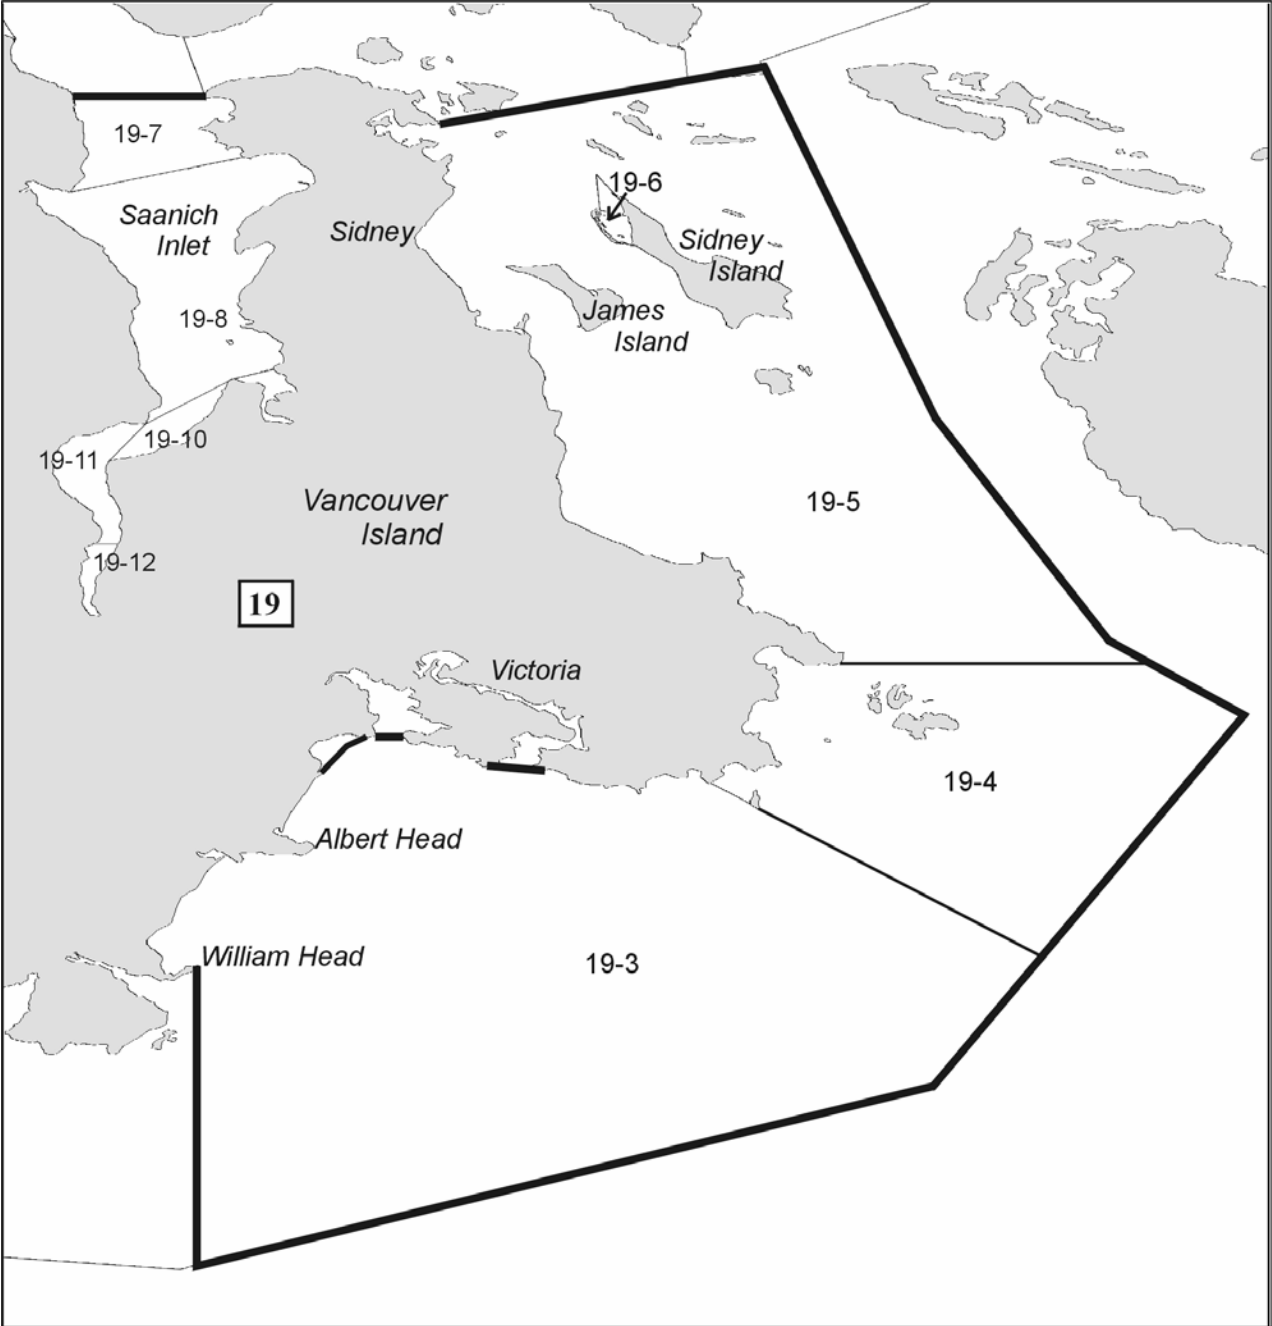 19-7
19-6
Saanich
Inlet
Sidney
Sidney
Island
James
Island
19-8
19-10
19-11
19-5
Vancouver
Island
19-12
19
Victoria
19-4
Albert Head
William Head
19-3